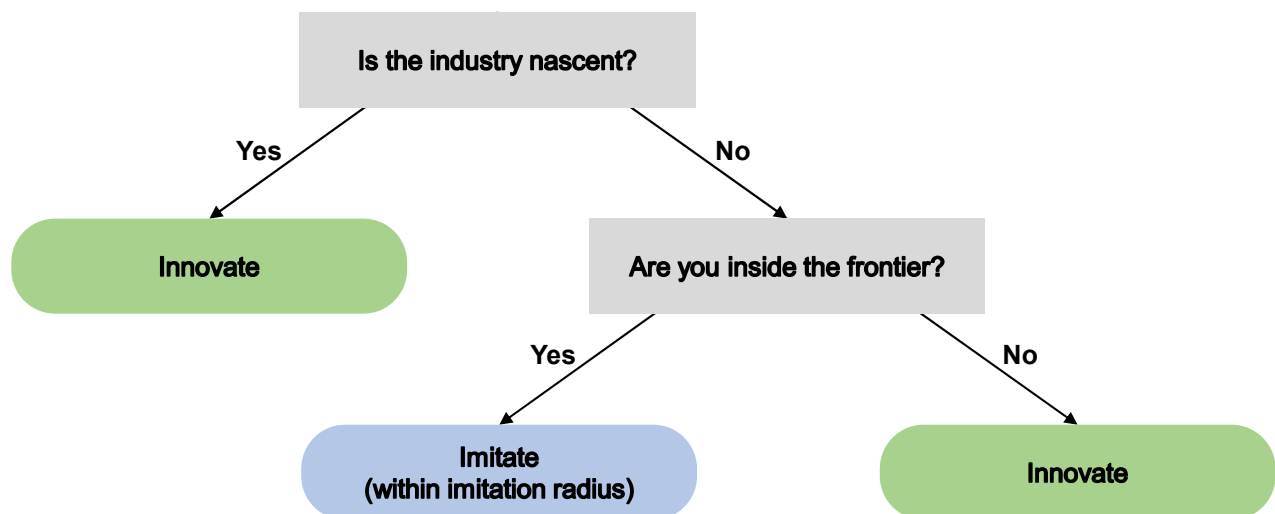 Is the industry nascent?
Yes
No
Innovate
Are you inside the frontier?
Yes
No
Imitate
(within imitation radius)
Innovate